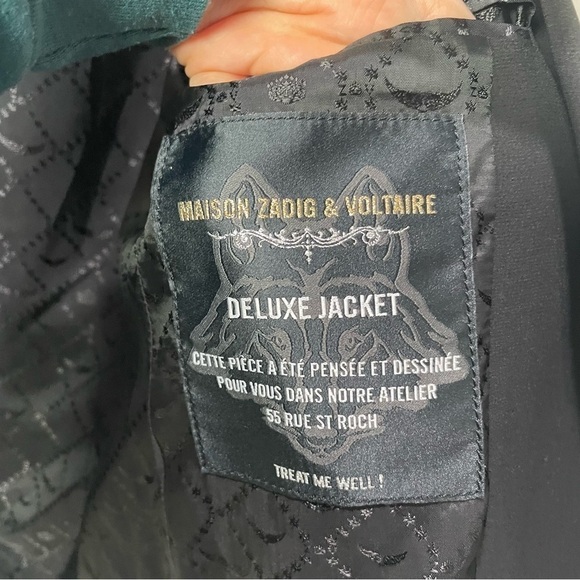 MAISON ZADIG & VOLTAIRE
DELUXE JACKET
CETTE PIÈCE A ÉTÉ PENSÉE ET DESSINÉE
POUR VOUS DANS NOTRE ATELIER
55 RUE ST ROCH
TREAT ME WELL !